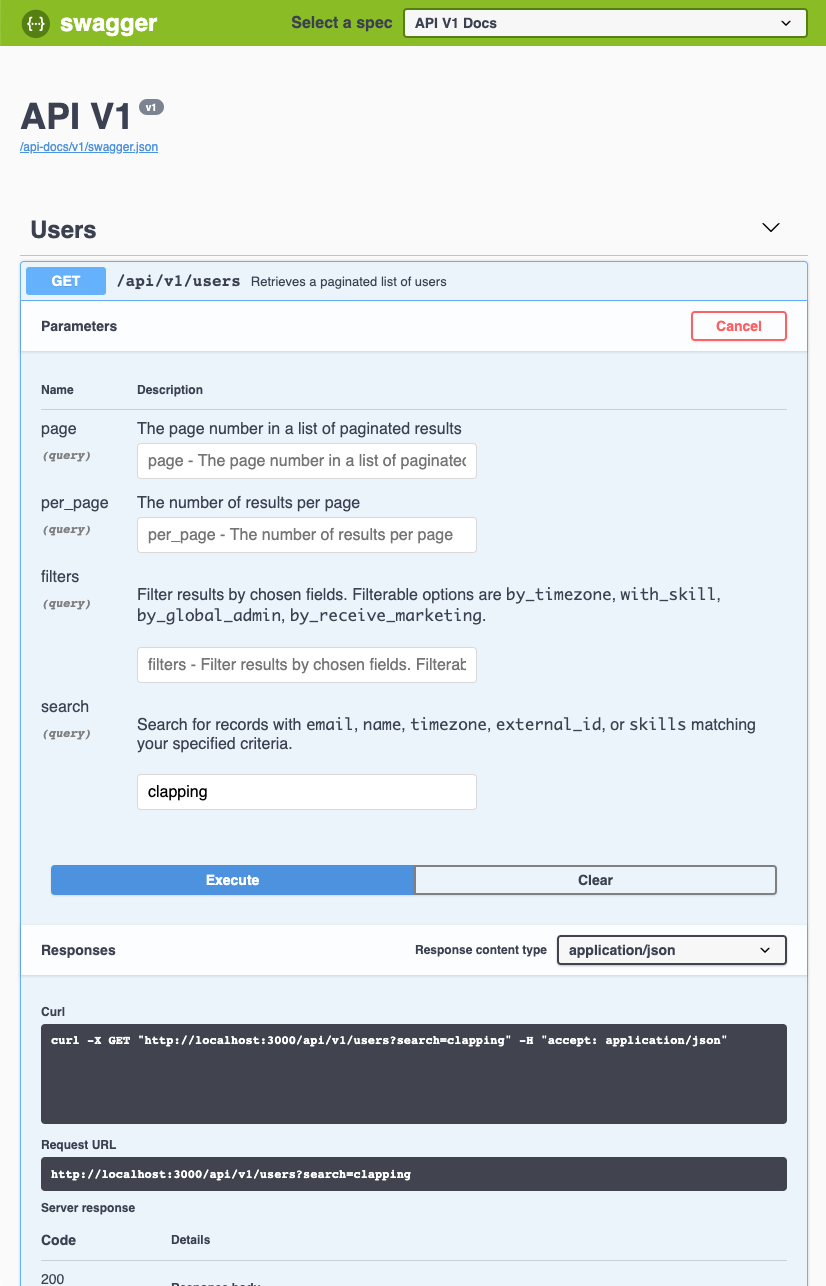 swagger
Select a spec
API V1 Docs
API V1 v1
/api-docs/v1/swagger.json
Users
GET /api/v1/users Retrieves a paginated list of users
Parameters
Cancel
Name Description
page The page number in a list of paginated results
(query)
page - The page number in a list of paginated
per_page The number of results per page
(query)
per_page - The number of results per page
filters
(query)
Filter results by chosen fields. Filterable options are by_timezone, with_skill,
by_global_admin, by_receive_marketing.
filters - Filter results by chosen fields. Filterab
search
(query)
Search for records with email, name, timezone, external_id, or skills matching
your specified criteria.
clapping
Execute Clear
Responses Response content type application/json
Curl
curl -X GET "http://localhost:3000/api/v1/users?search=clapping" -H "accept: application/json"
Request URL
http://localhost:3000/api/v1/users?search=clapping
Server response
Code Details
200
Response body